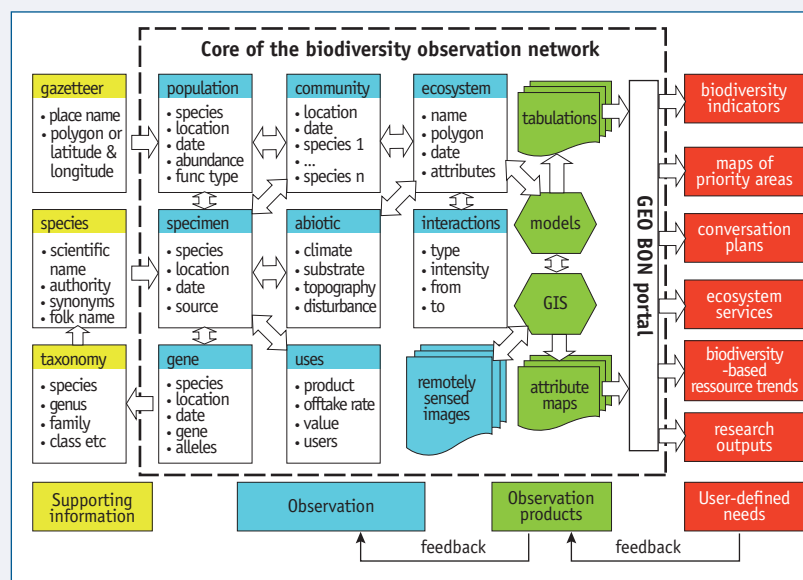 Core of the biodiversity observation network
gazetteer
• place name
• polygon or
latitude &
longitude
population
• species
• location
• date
• abundance
• func type
community
• location
• date
• species 1
• ...
• species n
ecosystem
• name
• polygon
• date
• attributes
tabulations
biodiversity
indicators
maps of
priority areas
species
• scientific
name
• authority
• synonyms
• folk name
specimen
• species
• location
• date
• source
abiotic
• climate
• substrate
• topography
• disturbance
interactions
• type
• intensity
• from
• to
models
GIS
GEO BON portal
conversation
plans
ecosystem
services
taxonomy
• species
• genus
• family
• class etc
gene
• species
• location
• date
• gene
• alleles
uses
• product
• offtake rate
• value
• users
remotely
sensed
images
attribute
maps
biodiversity
-based
ressource trends
research
outputs
Supporting
information
Observation
Observation
products
User-defined
needs
feedback
feedback